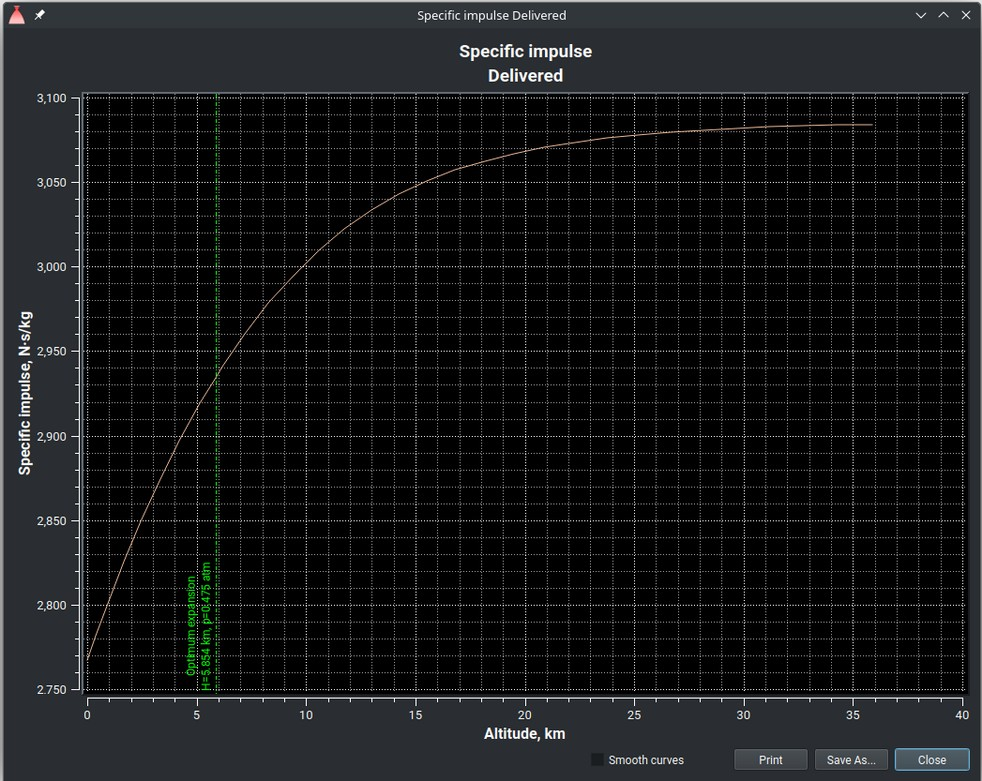 Specific impulse Delivered
Specific impulse
Delivered
3,100
3,050
3,000
2,950
2,900
2,850
2,800
2.750
Specific impulse, N·s/kg
Optimum expansion
H=5.854 km, p=0.475 atm
0 5 10 15 20 25 30 35 40
Altitude, km
Smooth curves Print Save As... Close